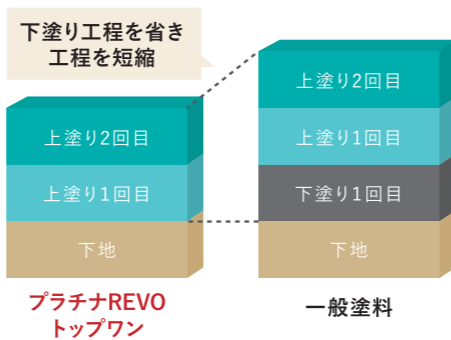 下塗り工程を省き
工程を短縮
上塗り2回目
上塗り1回目
下地
プラチナREVO
トップワン
上塗り2回目
上塗り1回目
下塗り1回目
下地
一般塗料